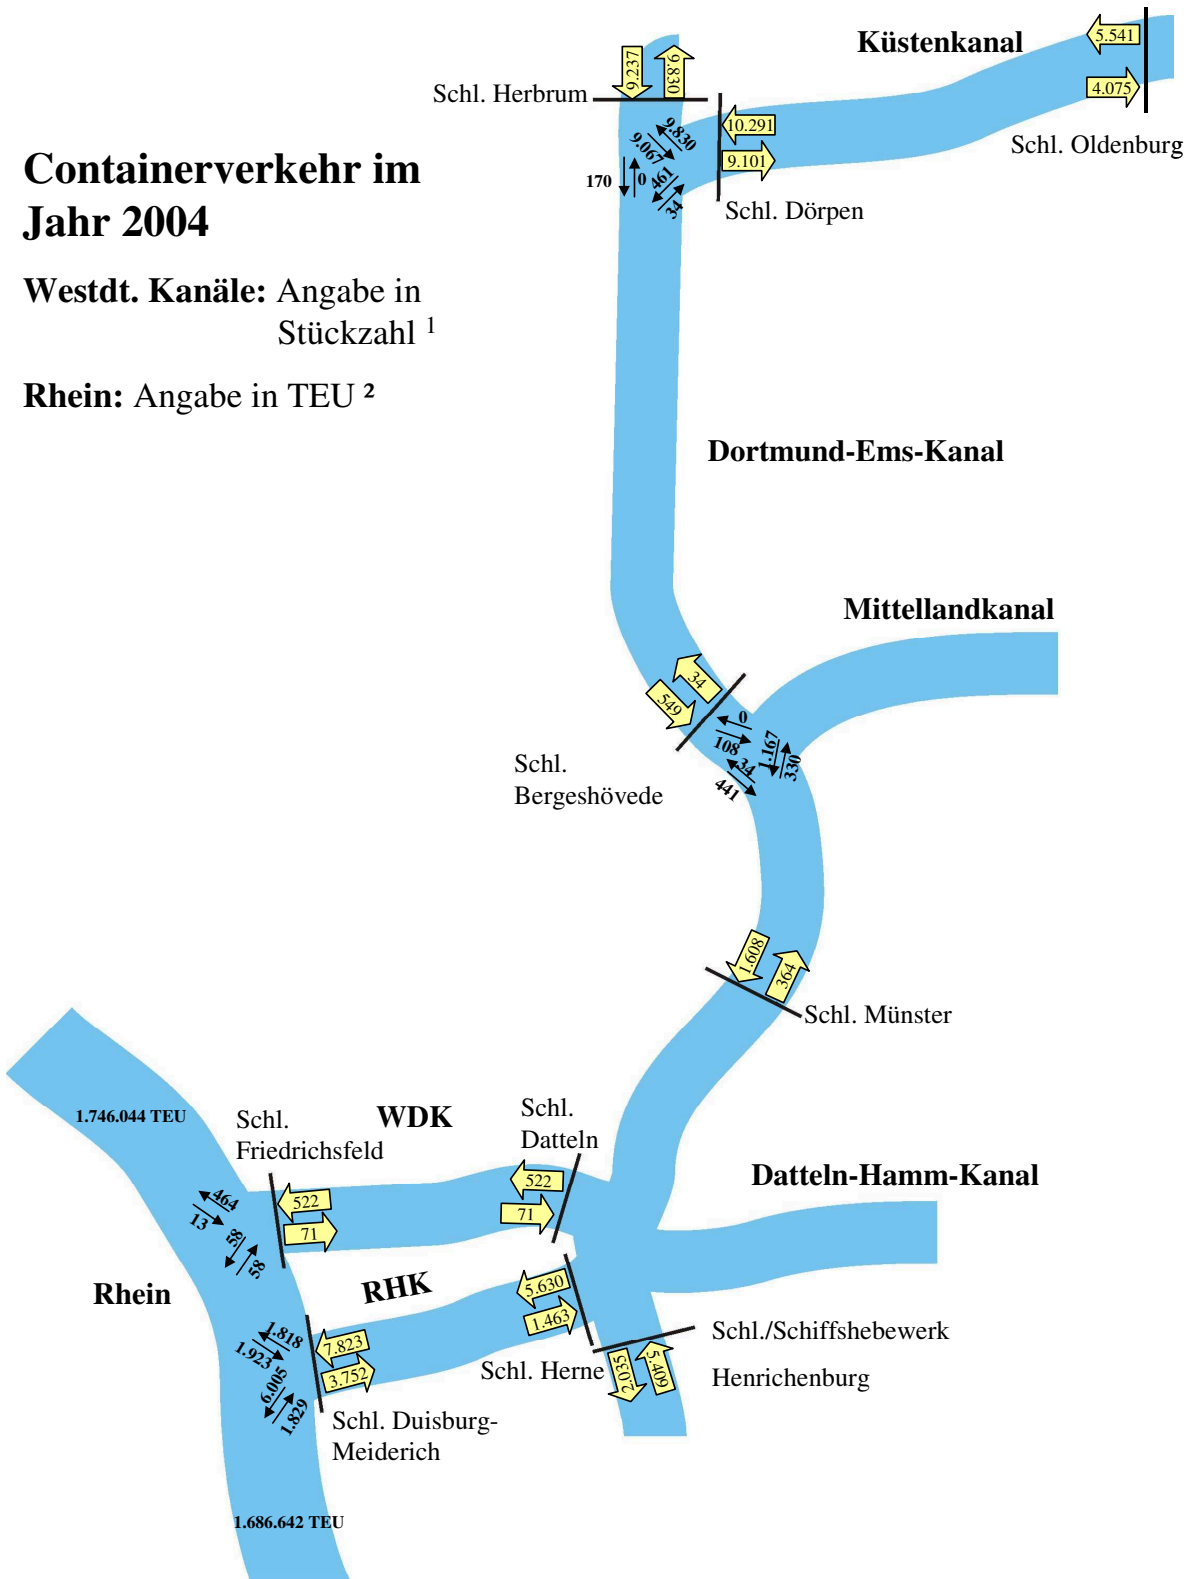 5.541
Küstenkanal
4.075
Schl. Oldenburg
9.237
9.830
Schl. Herbrum
10.291
9.101
Schl. Dörpen
9.830
9.067
170
0
461
34
Containerverkehr im
Jahr 2004
Westdt. Kanäle: Angabe in
Stückzahl ¹
Rhein: Angabe in TEU ²
Dortmund-Ems-Kanal
Mittellandkanal
34
549
0
108
1.167
330
34
441
Schl.
Bergeshövede
1.608
364
Schl. Münster
1.746.044 TEU
Schl.
Friedrichsfeld
WDK
Schl.
Datteln
Datteln-Hamm-Kanal
522
71
522
71
464
13
58
58
Rhein
RHK
5.630
1.463
Schl. Herne
Schl./Schiffshebewerk
Henrichenburg
2.035
5.409
1.818
1.923
7.823
3.752
6.005
1.829
Schl. Duisburg-
Meiderich
1.686.642 TEU